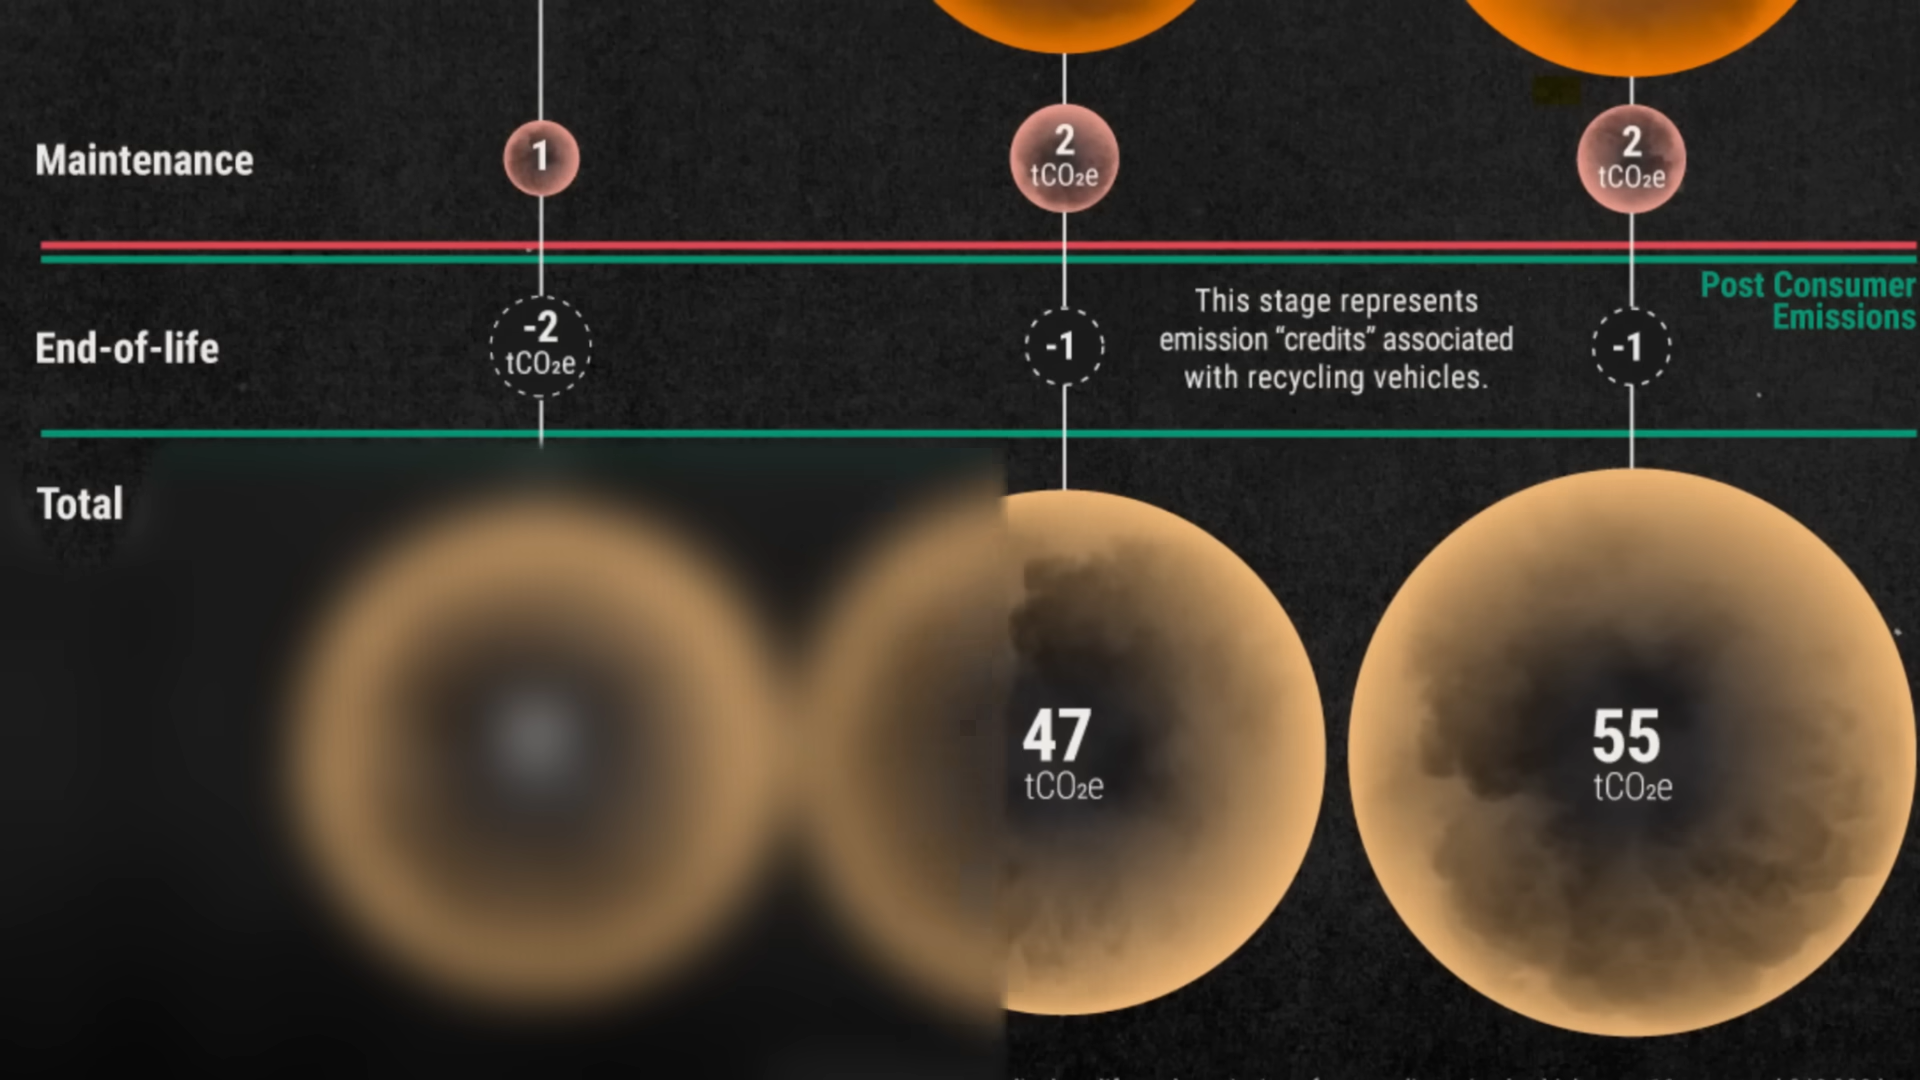 Maintenance
1
2
tCO₂e
2
tCO₂e
Post Consumer
Emissions
End-of-life
-2
tCO₂e
-1
This stage represents
emission “credits” associated
with recycling vehicles.
-1
Total
47
tCO₂e
55
tCO₂e